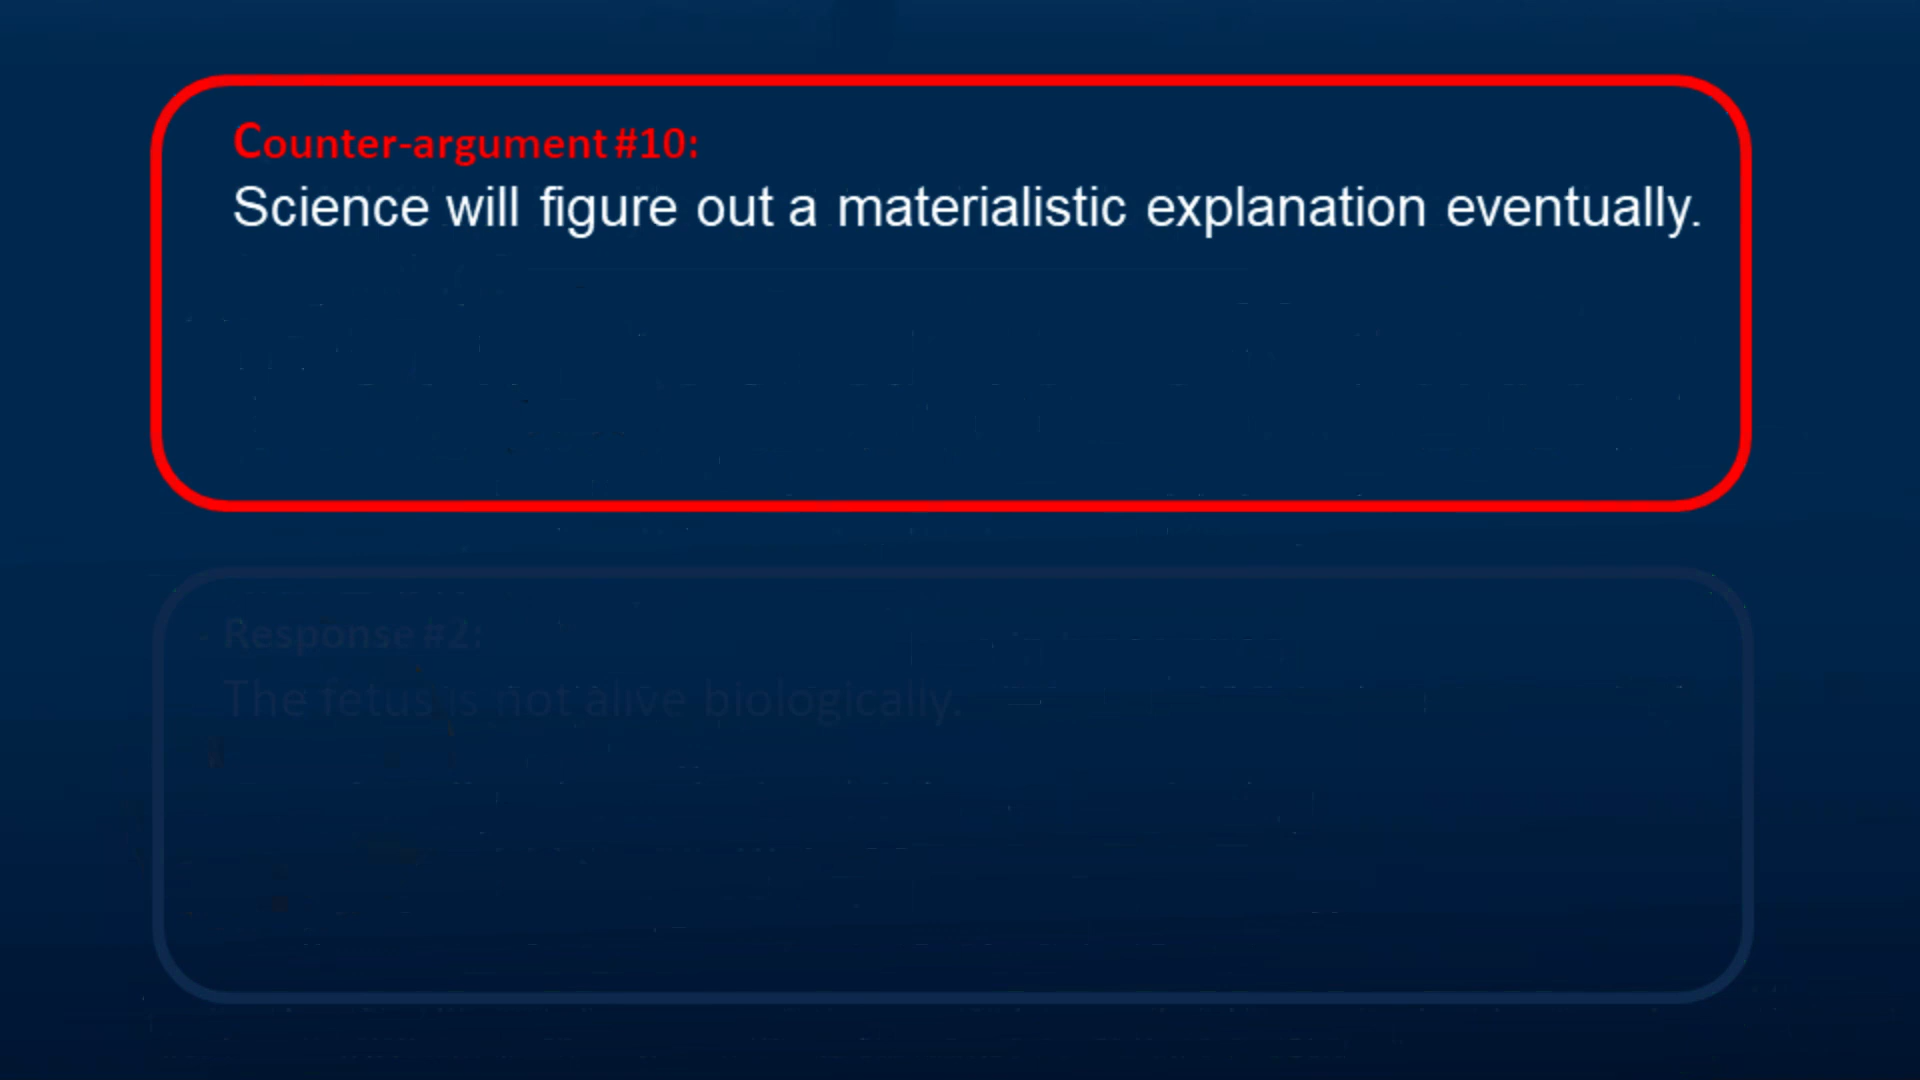 Counter-argument #10:
Science will figure out a materialistic explanation eventually.
Response #2:
The fetus is not alive biologically.